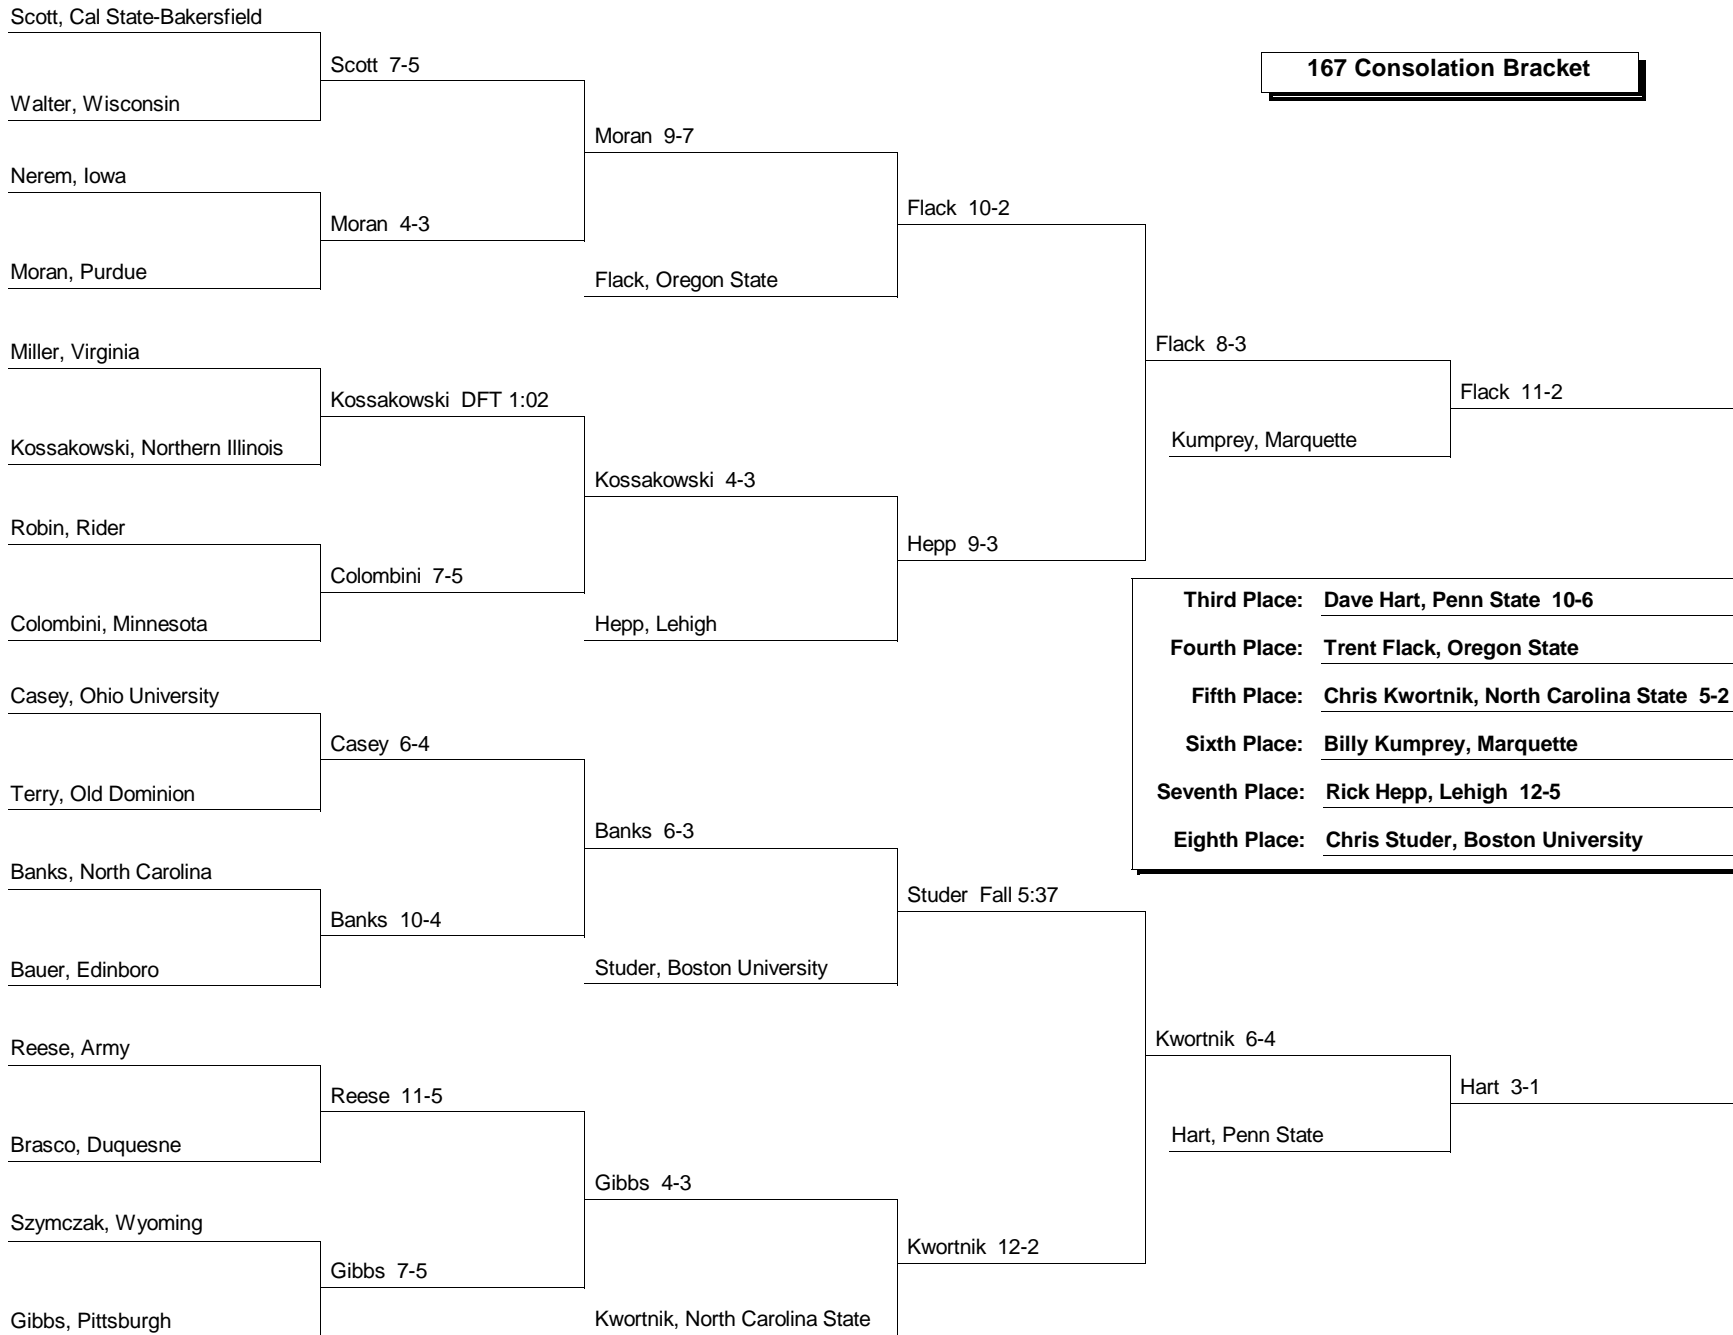 Scott, Cal State-Bakersfield
Scott 7-5
167 Consolation Bracket
Walter, Wisconsin
Moran 9-7
Nerem, Iowa
Flack 10-2
Moran 4-3
Moran, Purdue
Flack, Oregon State
Flack 8-3
Miller, Virginia
Flack 11-2
Kossakowski DFT 1:02
Kumprey, Marquette
Kossakowski, Northern Illinois
Kossakowski 4-3
Robin, Rider
Hepp 9-3
Colombini 7-5
Colombini, Minnesota
Hepp, Lehigh
Third Place: Dave Hart, Penn State 10-6
Fourth Place: Trent Flack, Oregon State
Fifth Place: Chris Kwortnik, North Carolina State 5-2
Sixth Place: Billy Kumprey, Marquette
Seventh Place: Rick Hepp, Lehigh 12-5
Eighth Place: Chris Studer, Boston University
Casey, Ohio University
Casey 6-4
Terry, Old Dominion
Banks 6-3
Banks, North Carolina
Studer Fall 5:37
Banks 10-4
Bauer, Edinboro
Studer, Boston University
Kwortnik 6-4
Reese, Army
Hart 3-1
Reese 11-5
Hart, Penn State
Brasco, Duquesne
Gibbs 4-3
Szymczak, Wyoming
Kwortnik 12-2
Gibbs 7-5
Gibbs, Pittsburgh
Kwortnik, North Carolina State